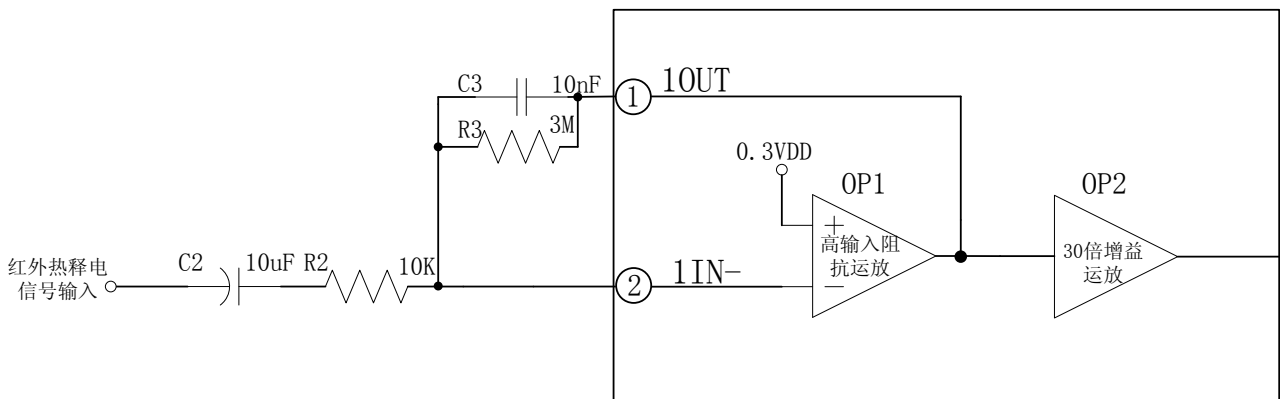 C3 10nF
1 1OUT
R3 3M
0.3VDD
OP1
OP2
+
高输入阻
抗运放
30倍增益
运放
红外热释电
信号输入
C2 10uF R2 10K
2 1IN-
−